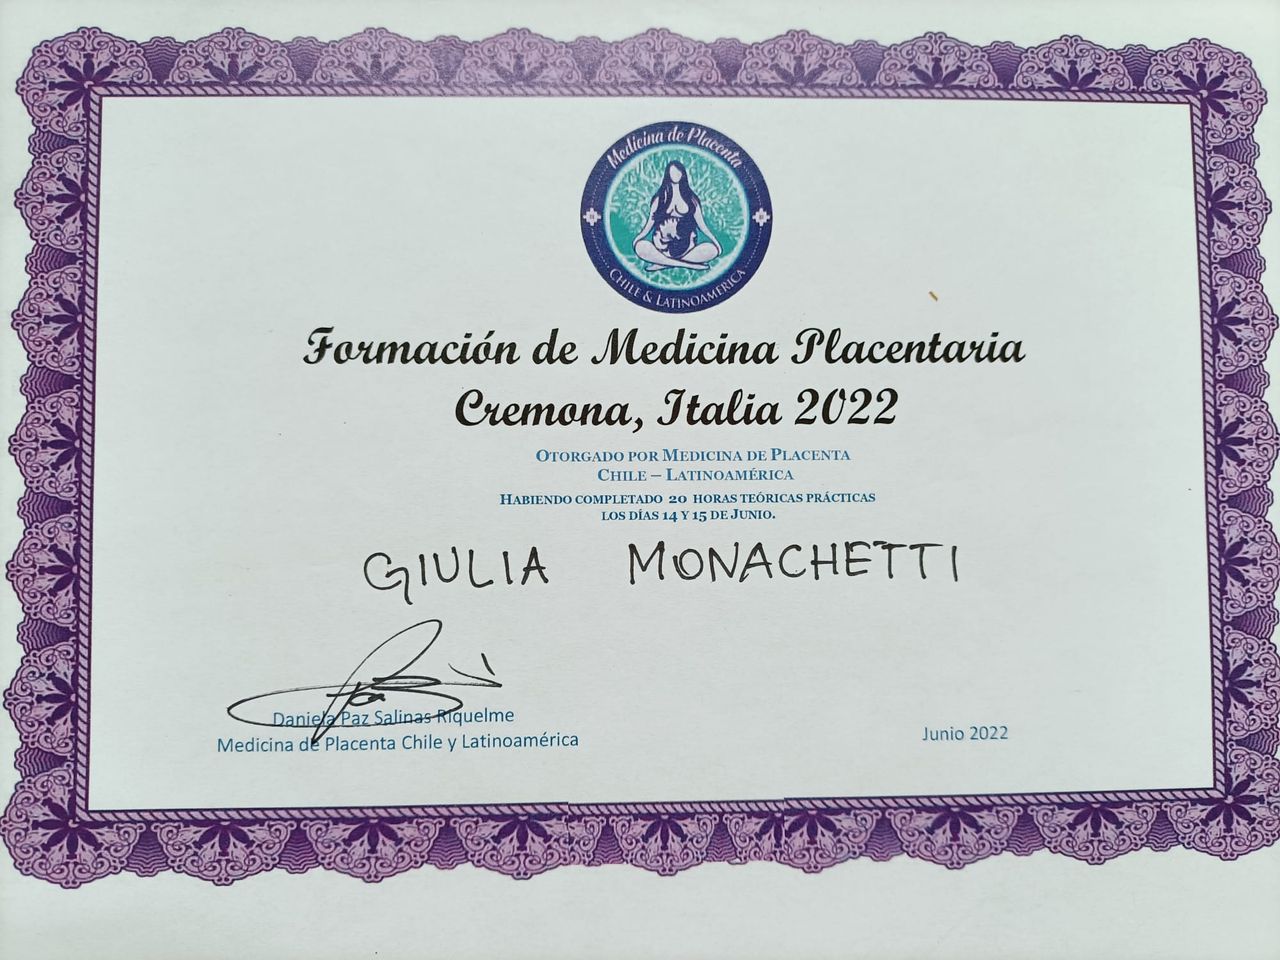 Medicina de Placenta
CHILE & LATINOAMERICA
Formación de Medicina Placentaria
Cremona, Italia 2022
OTORGADO POR MEDICINA DE PLACENTA
CHILE – LATINOAMÉRICA
HABIENDO COMPLETADO 20 HORAS TEÓRICAS PRÁCTICAS
LOS DÍAS 14 Y 15 DE JUNIO.
GIULIA MONACHETTI
Daniela Paz Salinas Riquelme
Medicina de Placenta Chile y Latinoamérica
Junio 2022